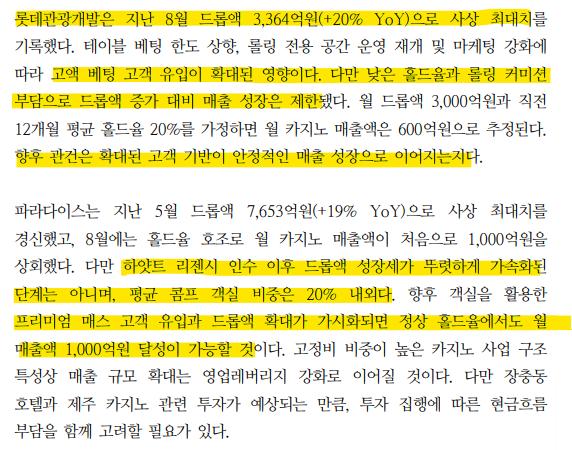 롯데관광개발은 지난 8월 드롭액 3,364억원(+20% YoY)으로 사상 최대치를
기록했다. 테이블 베팅 한도 상향, 롤링 전용 공간 운영 재개 및 마케팅 강화에
따라 고액 베팅 고객 유입이 확대된 영향이다. 다만 낮은 홀드율과 롤링 커미션
부담으로 드롭액 증가 대비 매출 성장은 제한됐다. 월 드롭액 3,000억원과 직전
12개월 평균 홀드율 20%를 가정하면 월 카지노 매출액은 600억원으로 추정된다.
향후 관건은 확대된 고객 기반이 안정적인 매출 성장으로 이어지는지다.
파라다이스는 지난 5월 드롭액 7,653억원(+19% YoY)으로 사상 최대치를
경신했고, 8월에는 홀드율 호조로 월 카지노 매출액이 처음으로 1,000억원을
상회했다. 다만 하얏트 리젠시 인수 이후 드롭액 성장세가 뚜렷하게 가속화된
단계는 아니며, 평균 콤프 객실 비중은 20% 내외다. 향후 객실을 활용한
프리미엄 매스 고객 유입과 드롭액 확대가 가시화되면 정상 홀드율에서도 월
매출액 1,000억원 달성이 가능할 것이다. 고정비 비중이 높은 카지노 사업 구조
특성상 매출 규모 확대는 영업레버리지 강화로 이어질 것이다. 다만 장충동
호텔과 제주 카지노 관련 투자가 예상되는 만큼, 투자 집행에 따른 현금흐름
부담을 함께 고려할 필요가 있다.